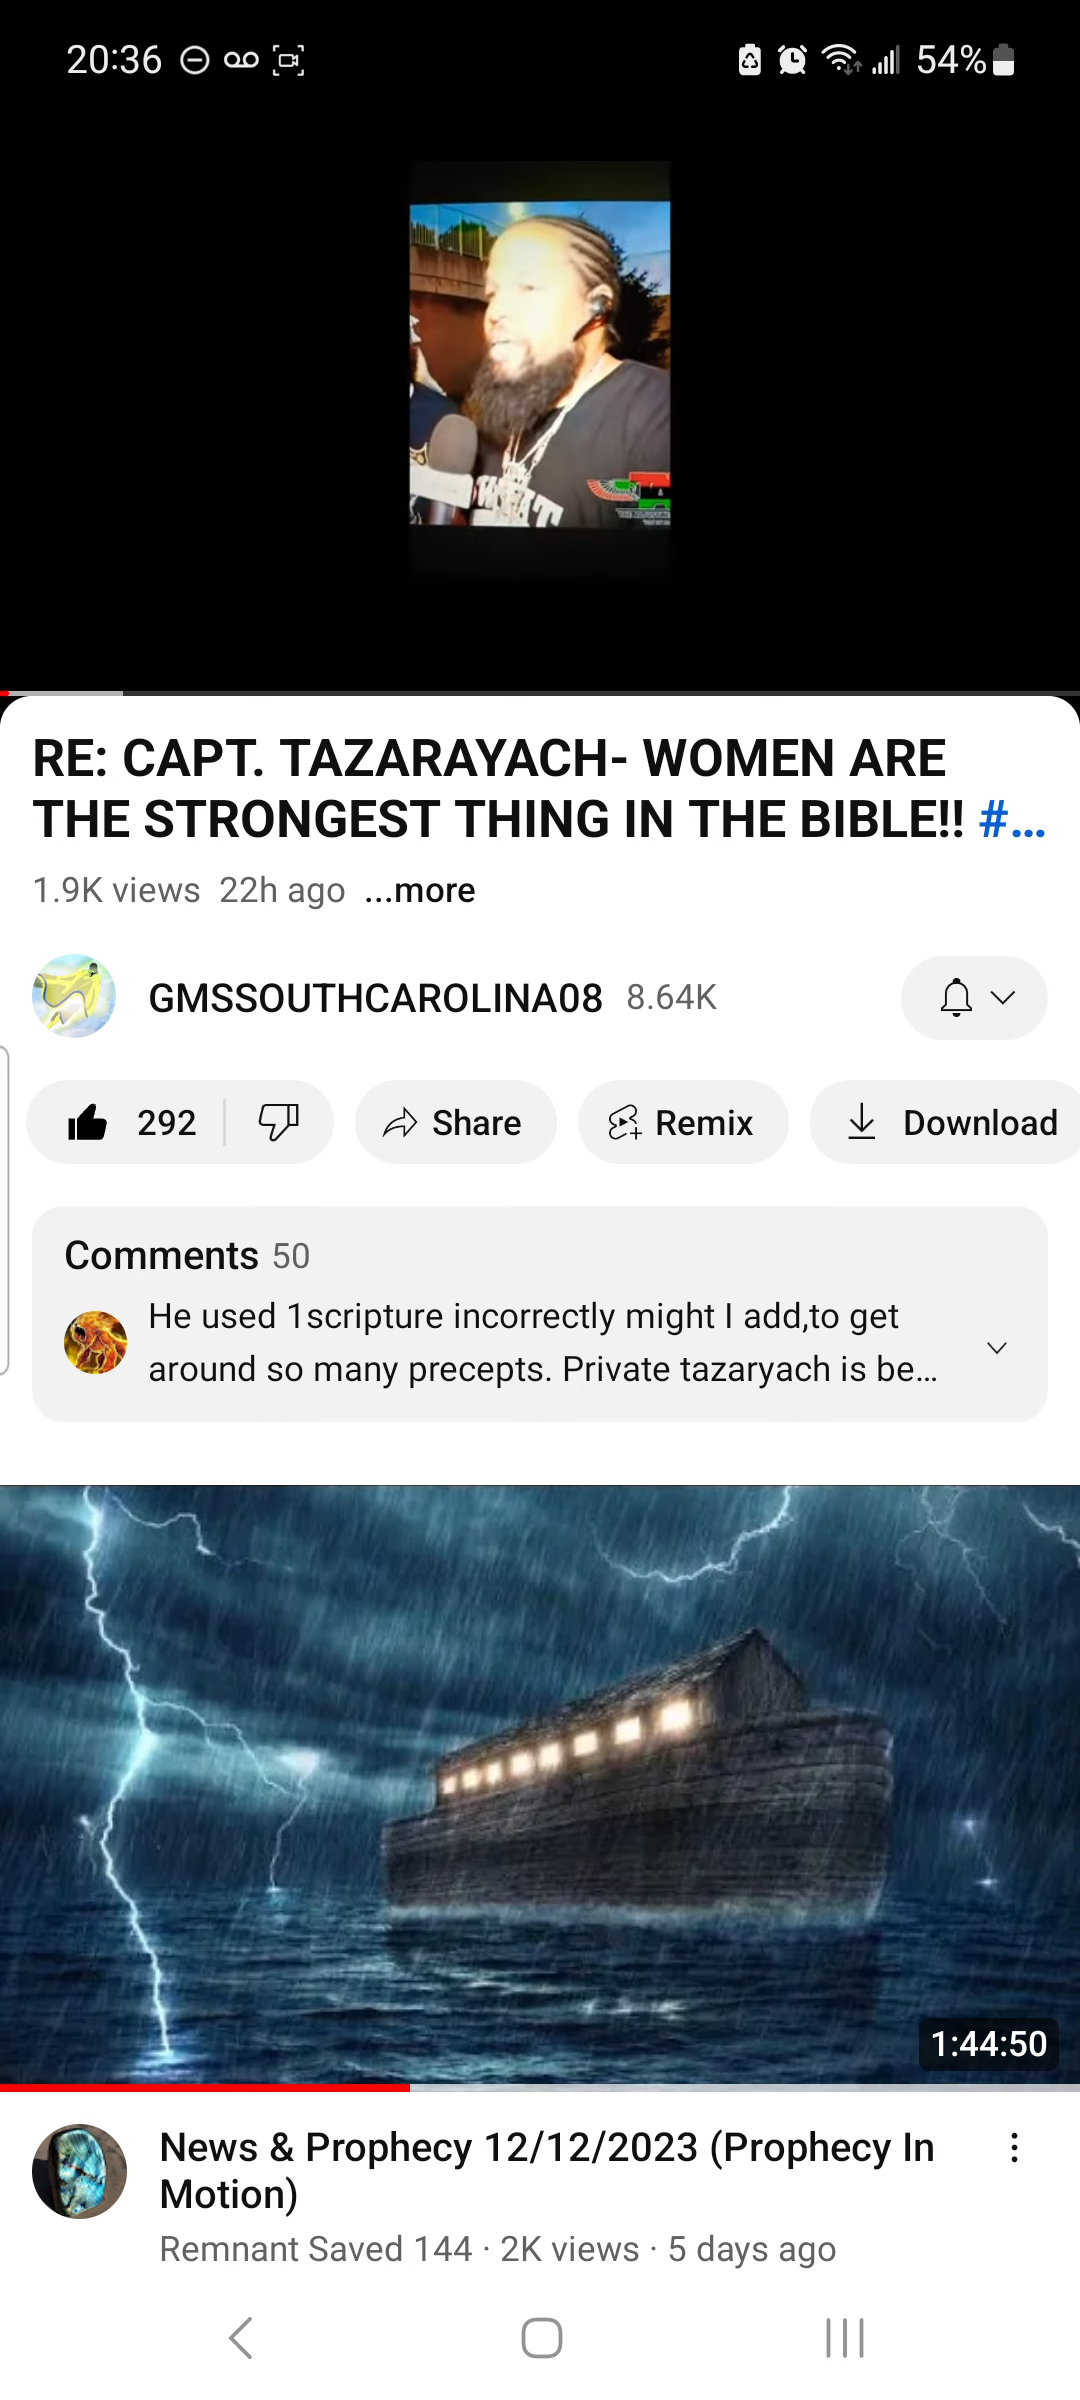 20:36
54%
RE: CAPT. TAZARAYACH- WOMEN ARE
THE STRONGEST THING IN THE BIBLE!! #...
1.9K views 22h ago ...more
GMSSOUTHCAROLINA08 8.64K
292
Share
Remix
Download
Comments 50
He used 1scripture incorrectly might I add,to get
around so many precepts. Private tazaryach is be...
1:44:50
News & Prophecy 12/12/2023 (Prophecy In
Motion)
Remnant Saved 144 · 2K views · 5 days ago